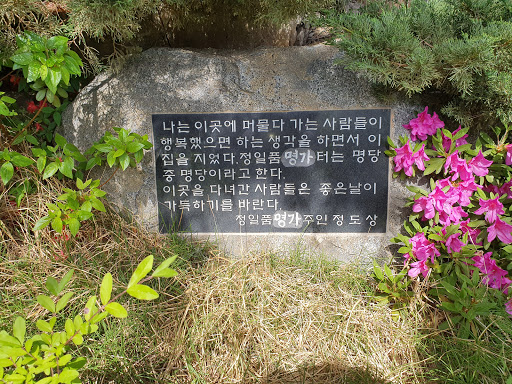 나는 이곳에 머물다 가는 사람들이
행복했으면 하는 생각을 하면서 이
집을 지었다.정일품명가터는 명당
중 명당이라고 한다.
이곳을 다녀간 사람들은 좋은날이
가득하기를 바란다.
정일품명가주인 정도상